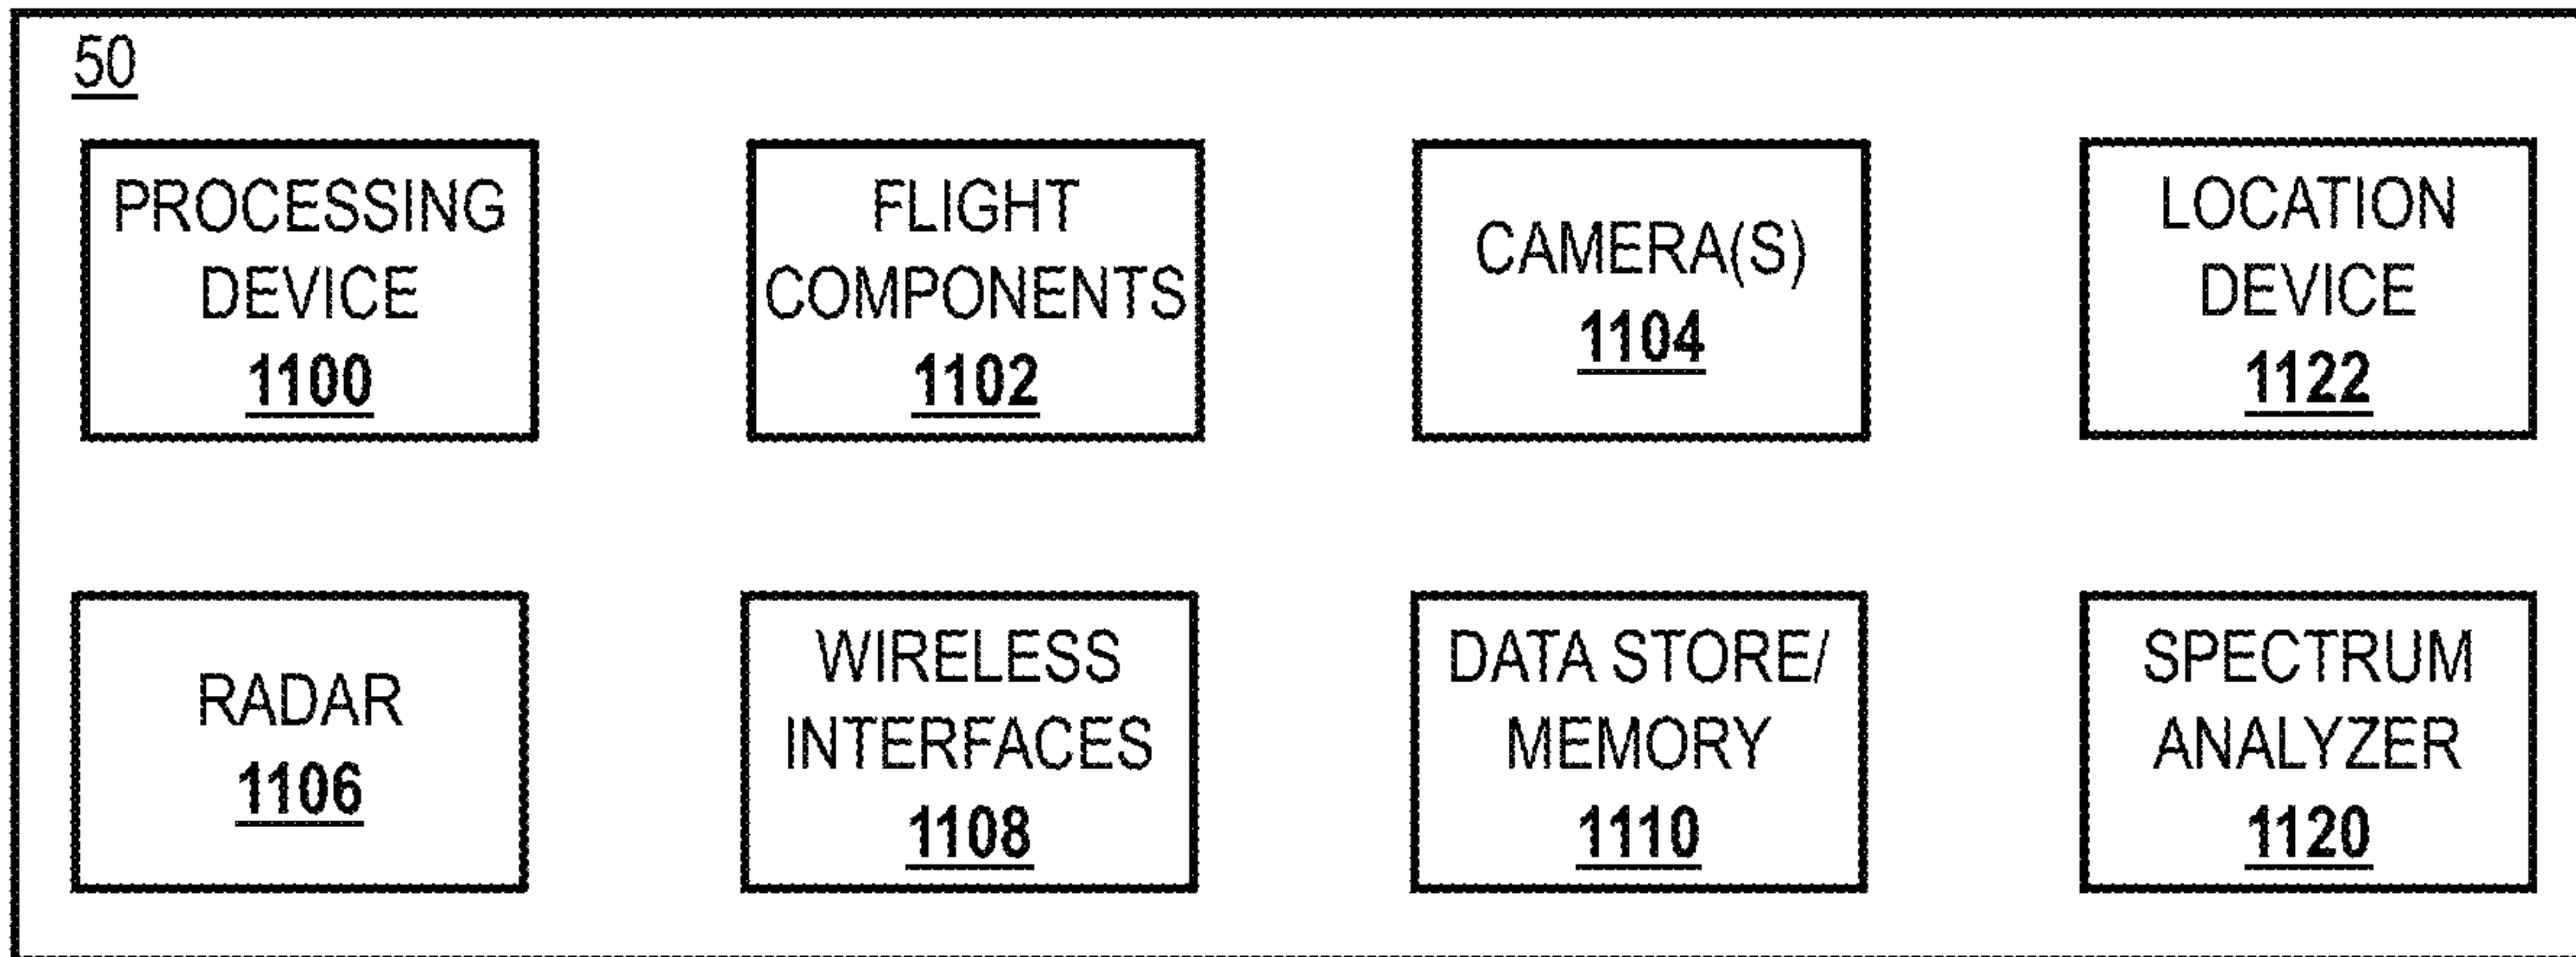 50
PROCESSING
DEVICE
1100
FLIGHT
COMPONENTS
1102
CAMERA(S)
1104
LOCATION
DEVICE
1122
RADAR
1106
WIRELESS
INTERFACES
1108
DATA STORE/
MEMORY
1110
SPECTRUM
ANALYZER
1120